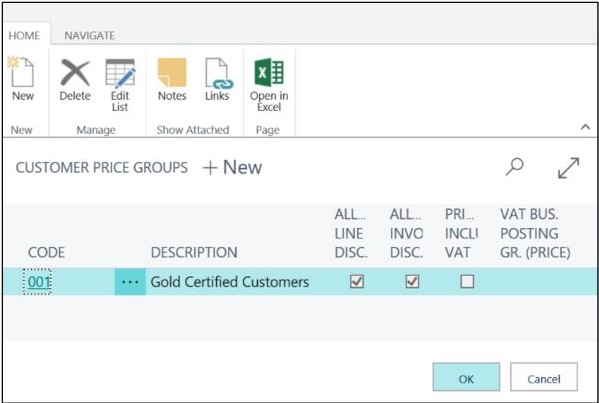 HOME NAVIGATE
New Delete Edit List Notes Links Open in Excel
New Manage Show Attached Page
CUSTOMER PRICE GROUPS + New
ALL... ALL... PRI... VAT BUS.
LINE INVO INCLU POSTING
CODE DESCRIPTION DISC. DISC. VAT GR. (PRICE)
001 ... Gold Certified Customers
OK Cancel